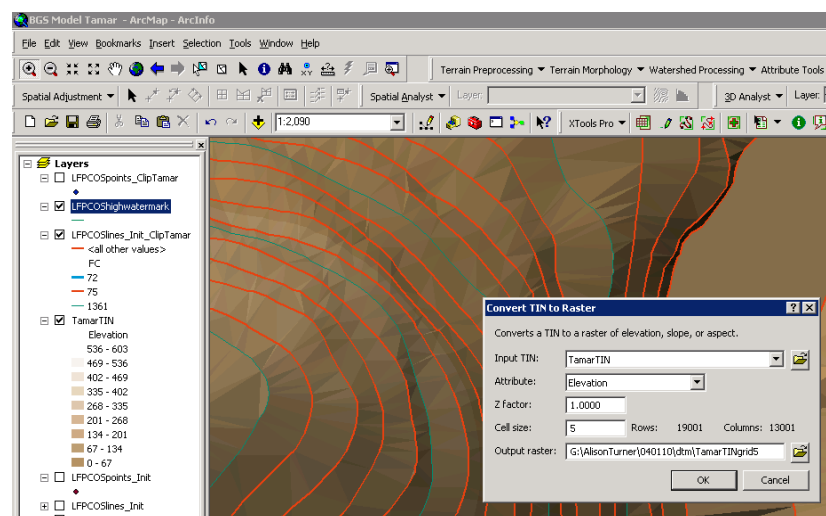 BGS Model Tamar - ArcMap - ArcInfo
File Edit View Bookmarks Insert Selection Tools Window Help
Terrain Preprocessing Terrain Morphology Watershed Processing Attribute Tools
Spatial Adjustment Spatial Analyst Layer: 3D Analyst Layer:
1:2,090 XTools Pro
Layers
LFPCOSpoints_ClipTamar
LFPCOShighwatermark
LFPCOSlines_Init_ClipTamar
<all other values>
FC
72
75
1361
TamarTIN
Elevation
536 - 603
469 - 536
402 - 469
335 - 402
268 - 335
201 - 268
134 - 201
67 - 134
0 - 67
LFPCOSpoints_Init
LFPCOSlines_Init
Convert TIN to Raster
Converts a TIN to a raster of elevation, slope, or aspect.
Input TIN: TamarTIN
Attribute: Elevation
Z factor: 1.0000
Cell size: 5 Rows: 19001 Columns: 13001
Output raster: G:\AlisonTurner\040110\dtm\TamarTINgrid5
OK Cancel